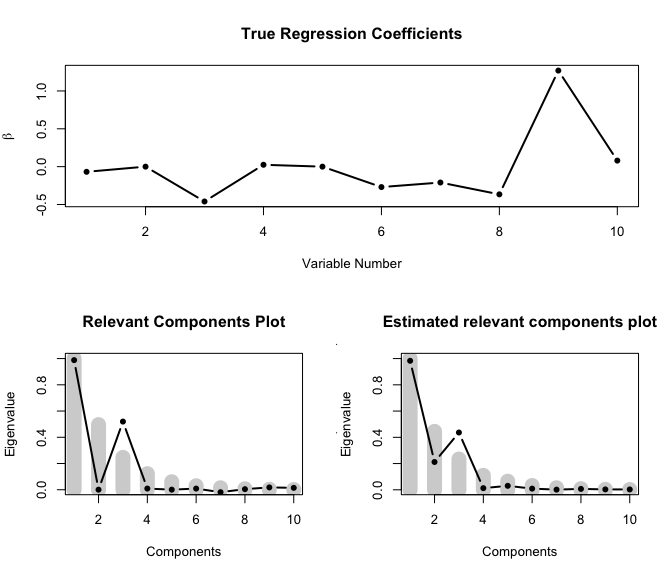 True Regression Coefficients
β
1.0
0.5
0.0
-0.5
2 4 6 8 10
Variable Number
Relevant Components Plot
Eigenvalue
0.8
0.4
0.0
2 4 6 8 10
Components
Estimated relevant components plot
Eigenvalue
0.8
0.4
0.0
2 4 6 8 10
Components